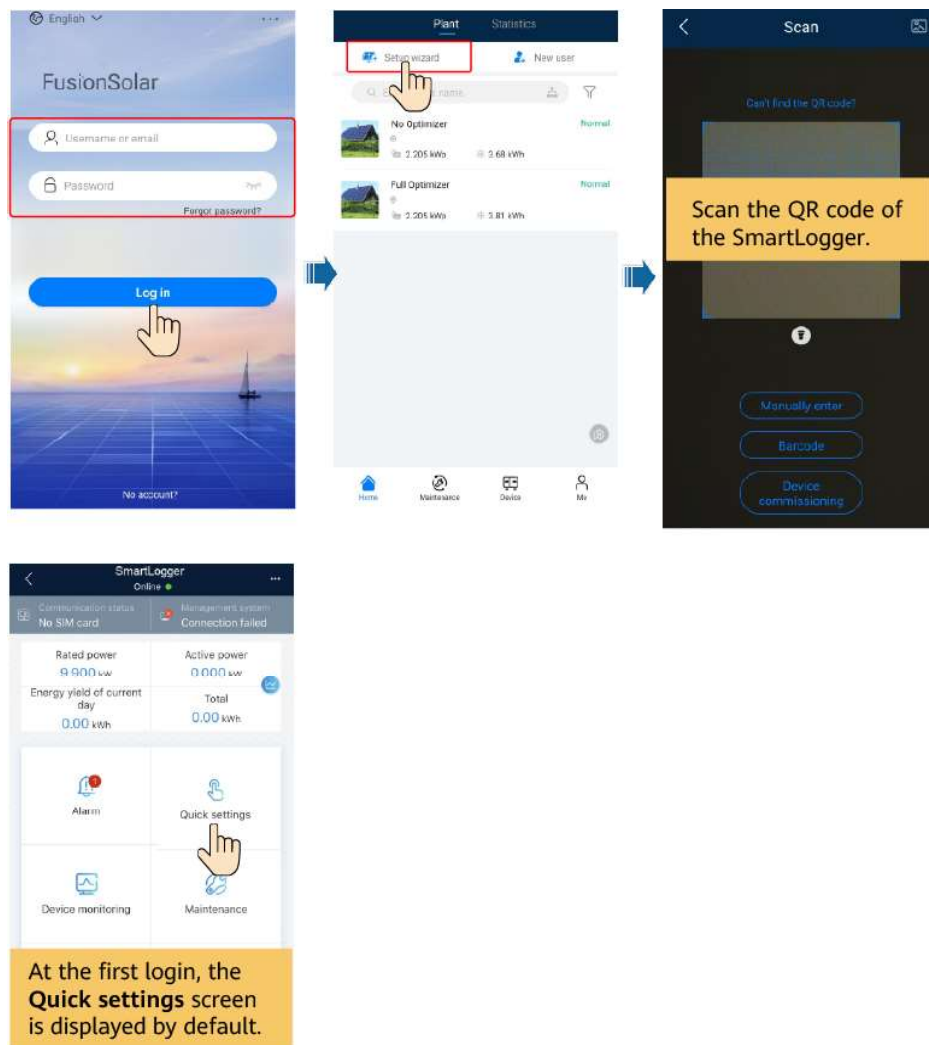 English
FusionSolar
Username or email
Password
Forgot password?
Log in
No account?
Plant Statistics
Setup wizard New user
name
No Optimizer Normal
2.205 kWp 3.68 kWh
Full Optimizer Normal
2.205 kWp 3.81 kWh
Home Maintenance Device Me
Scan
Can't find the QR code?
Scan the QR code of
the SmartLogger.
Manually enter
Barcode
Device
commissioning
SmartLogger
Online
Communication status Management system
No SIM card Connection failed
Rated power Active power
9.900 kW 0.000 kW
Energy yield of current
day
Total
0.00 kWh 0.00 kWh
Alarm Quick settings
Device monitoring Maintenance
At the first login, the
Quick settings screen
is displayed by default.